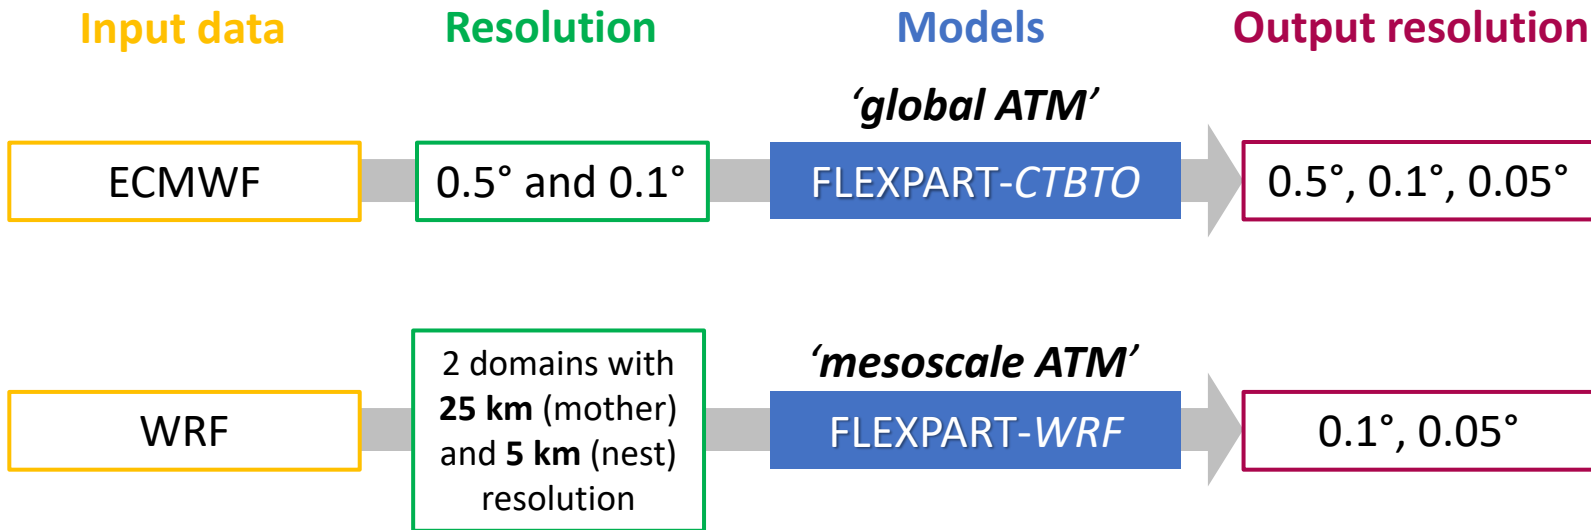 Input data
Resolution
Models
Output resolution
‘global ATM’
ECMWF
0.5° and 0.1°
FLEXPART-CTBTO
0.5°, 0.1°, 0.05°
‘mesoscale ATM’
WRF
2 domains with
25 km (mother)
and 5 km (nest)
resolution
FLEXPART-WRF
0.1°, 0.05°